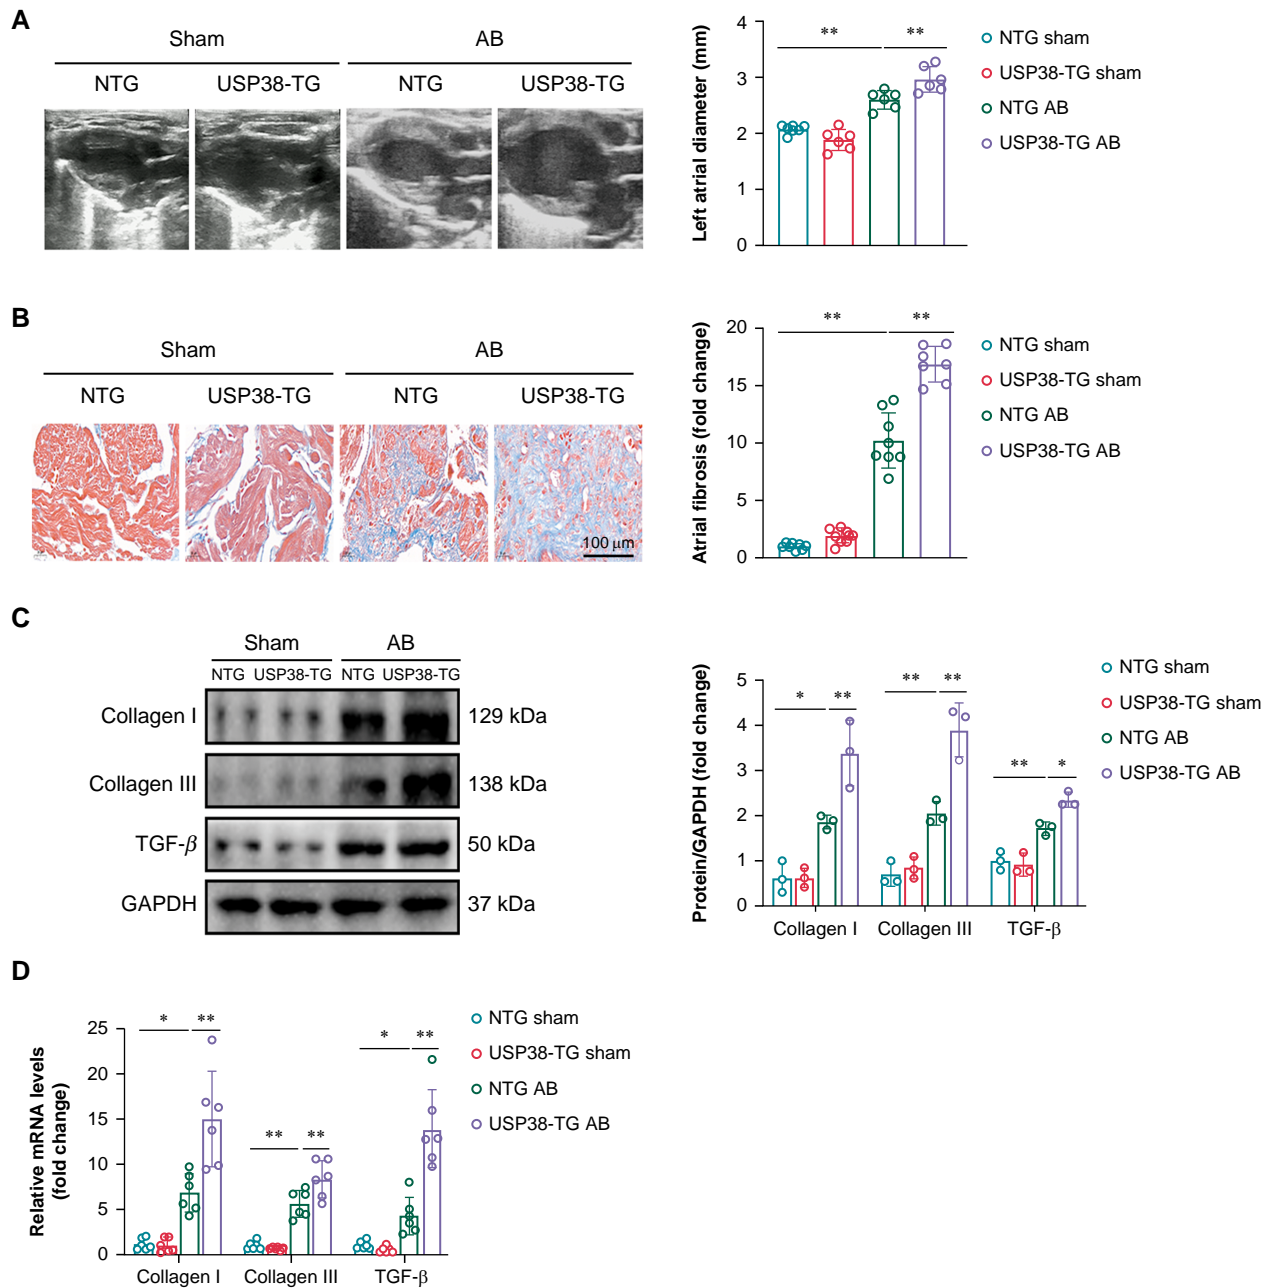 A
Sham AB
NTG USP38-TG NTG USP38-TG
Left atrial diameter (mm)
4
3
2
1
0
** **
NTG sham
USP38-TG sham
NTG AB
USP38-TG AB
B
Sham AB
NTG USP38-TG NTG USP38-TG
100 μm
Atrial fibrosis (fold change)
20
15
10
5
0
** **
NTG sham
USP38-TG sham
NTG AB
USP38-TG AB
C
Sham AB
NTG USP38-TG NTG USP38-TG
Collagen I 129 kDa
Collagen III 138 kDa
TGF-β 50 kDa
GAPDH 37 kDa
Protein/GAPDH (fold change)
5
4
3
2
1
0
* ** ** ** ** *
Collagen I Collagen III TGF-β
NTG sham
USP38-TG sham
NTG AB
USP38-TG AB
D
Relative mRNA levels
(fold change)
25
20
15
10
5
0
* ** ** ** * **
Collagen I Collagen III TGF-β
NTG sham
USP38-TG sham
NTG AB
USP38-TG AB